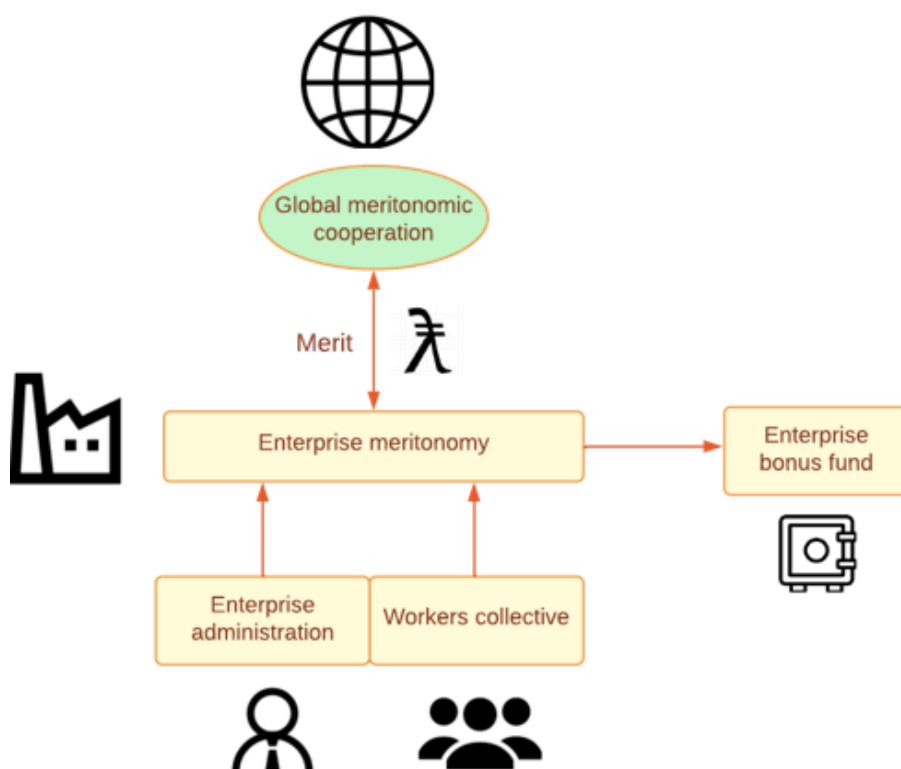 Global meritonomic
cooperation
Merit
Enterprise meritonomy
Enterprise
bonus fund
Enterprise
administration
Workers collective